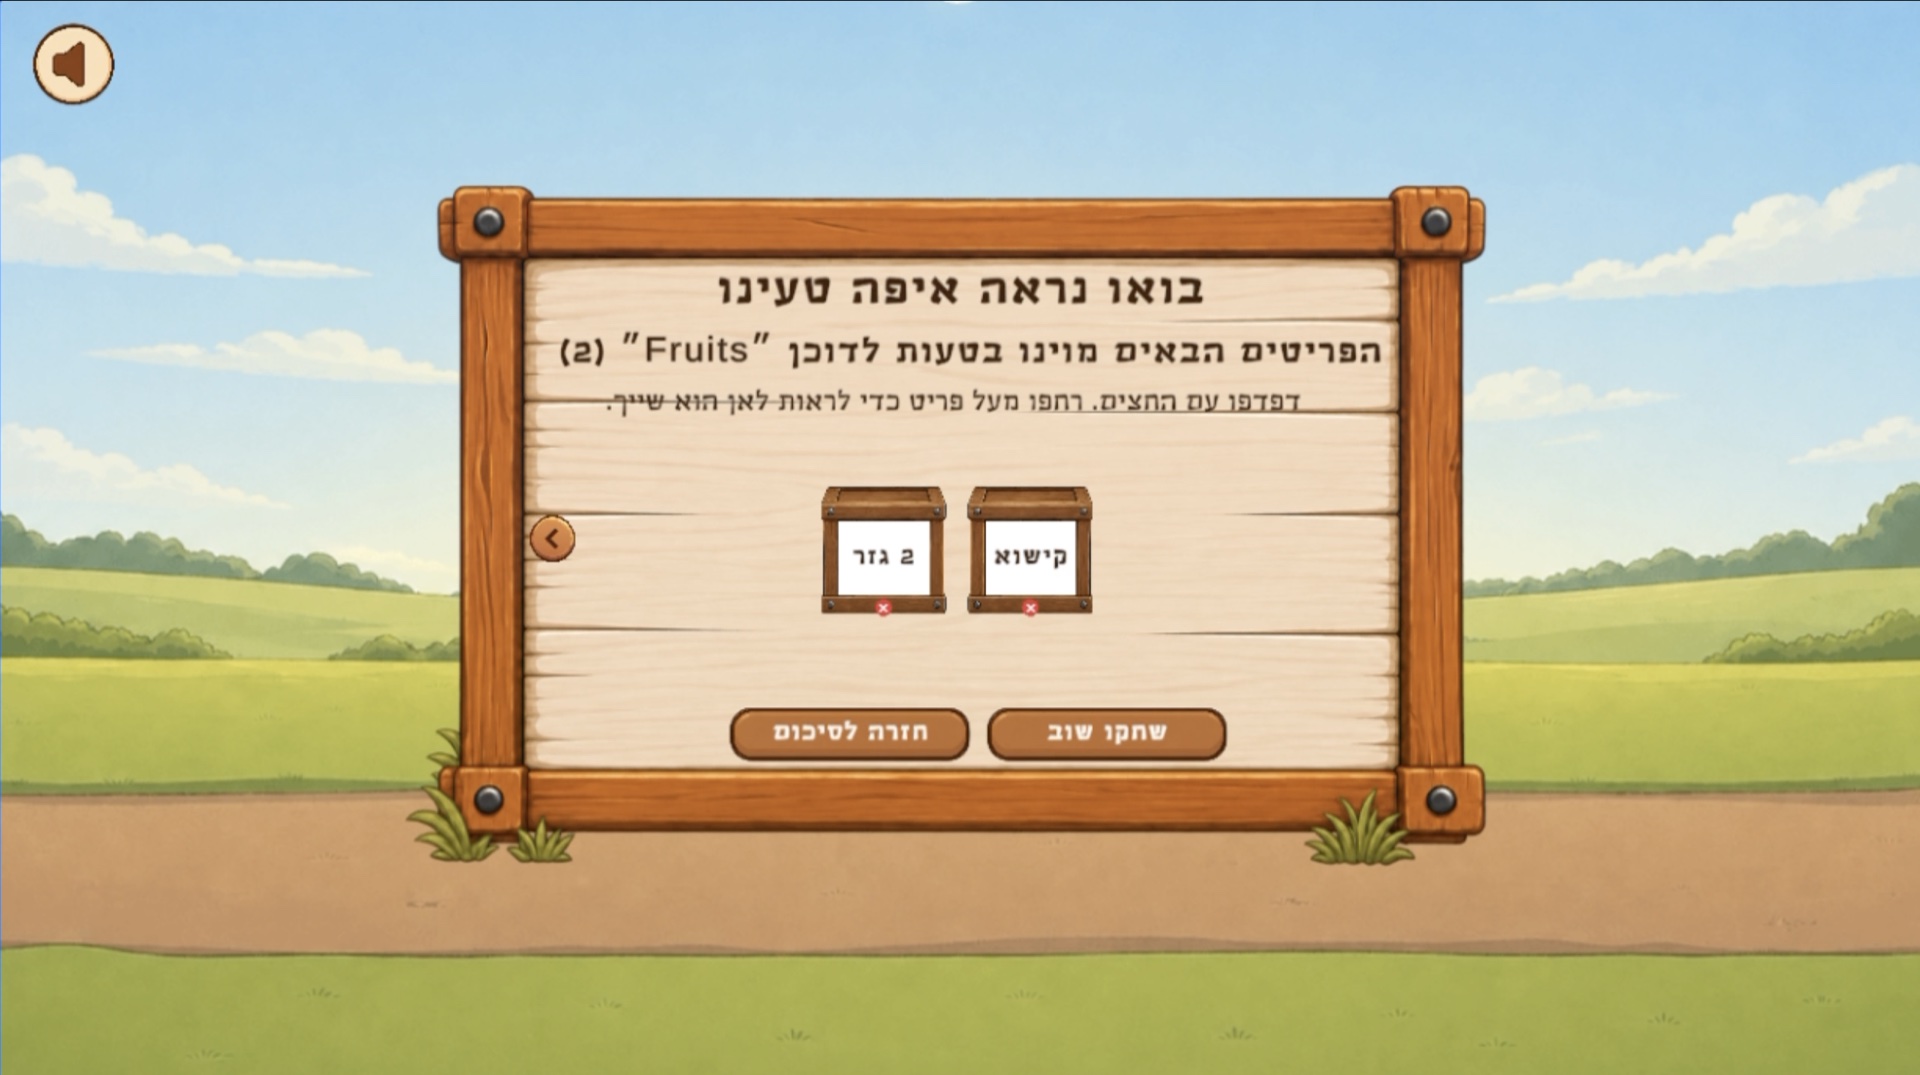 בואו נראה איפה טעינו
הפריטים הבאים מוינו בטעות לדוכן "Fruits" (2)
דפדפו עם החצים. רחפו מעל פריט כדי לראות לאן הוא שייך.
קישוא
2 גזר
שחקו שוב
חזרה לסיכום